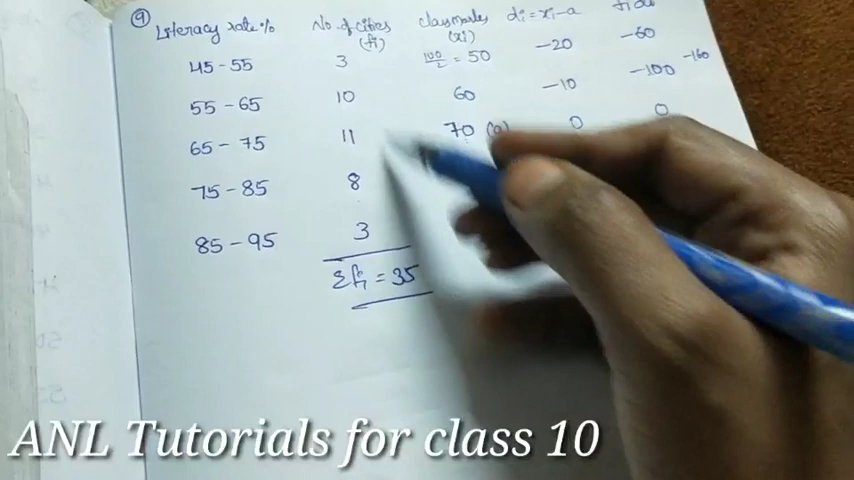 9 Literacy rate % No. of cities (fi) classmarks (xi) di = xi - a fidi
45 - 55 3 100/2 = 50 -20 -60
55 - 65 10 60 -10 -100 -160
65 - 75 11 70 (a) 0 0
75 - 85 8
85 - 95 3
Σfi = 35
ANL Tutorials for class 10